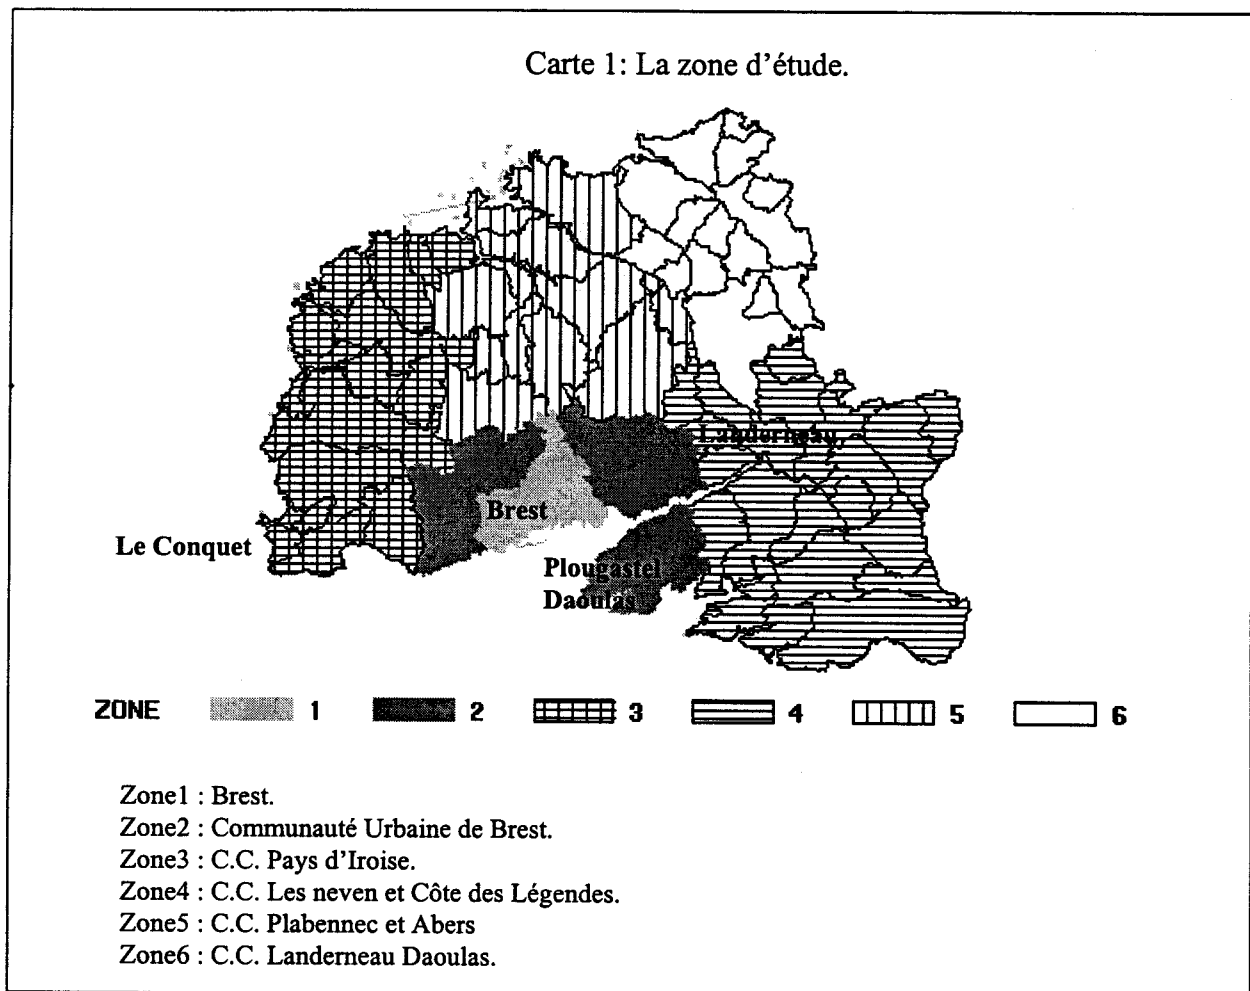 Carte 1: La zone d'étude.
Landerneau
Brest
Le Conquet
Plougastel
Daoulas
ZONE 1 2 3 4 5 6
Zone1 : Brest.
Zone2 : Communauté Urbaine de Brest.
Zone3 : C.C. Pays d'Iroise.
Zone4 : C.C. Les neven et Côte des Légendes.
Zone5 : C.C. Plabennec et Abers
Zone6 : C.C. Landerneau Daoulas.